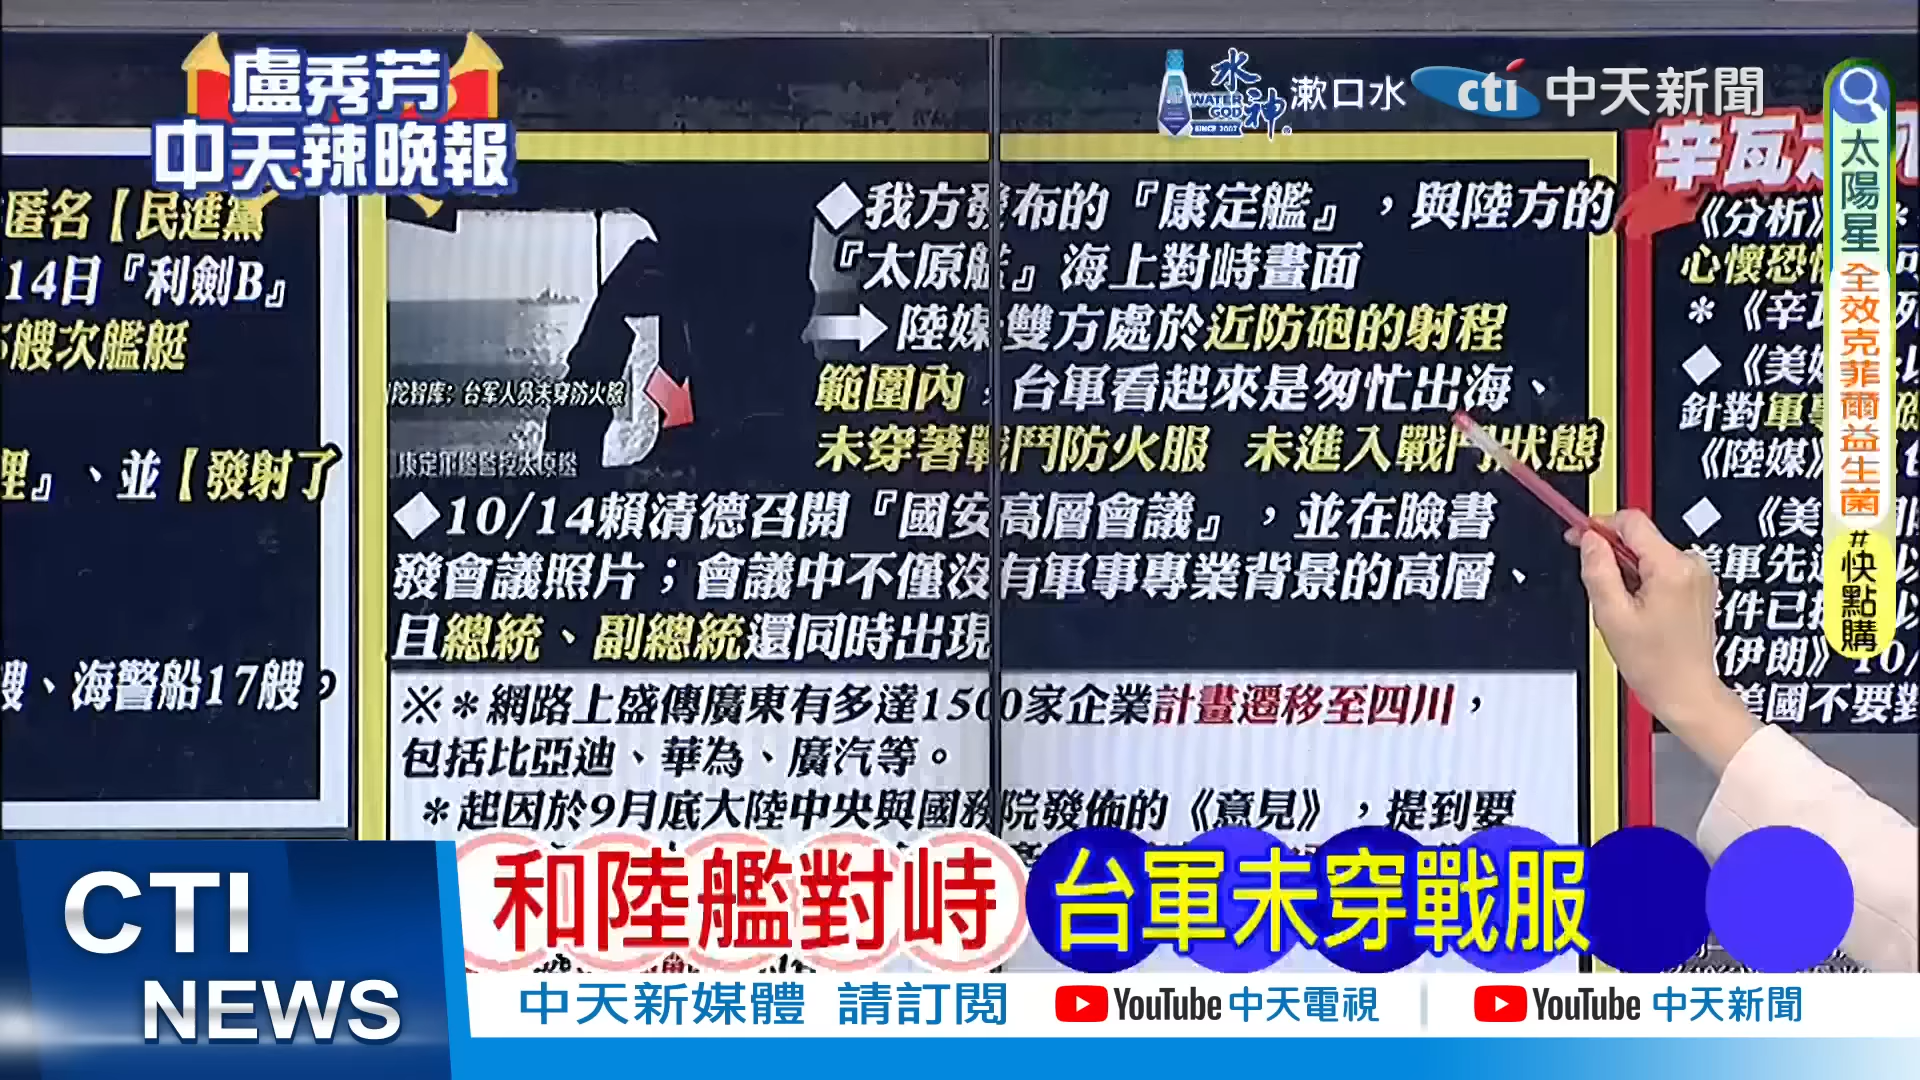 盧秀芳
中天辣晚報
水神
WATER GOD
SINCE 2007
漱口水
cti 中天新聞
太陽星
全效克菲爾益生菌
#快點購
匿名【民進黨
14日『利劍B』
艘次艦艇
』、並【發射了
艘、海警船17艘，
◆我方發布的『康定艦』，與陸方的
『太原艦』海上對峙畫面
→陸媒 雙方處於近防砲的射程
範圍內，台軍看起來是匆忙出海、
未穿著戰鬥防火服 未進入戰鬥狀態
陀智库：台军人员未穿防火服
康定軍艦監控太原艦
◆10/14賴清德召開『國安高層會議』，並在臉書
發會議照片；會議中不僅沒有軍事專業背景的高層、
且總統、副總統還同時出現
※＊網路上盛傳廣東有多達1500家企業計畫遷移至四川，
包括比亞迪、華為、廣汽等。
＊起因於9月底大陸中央與國務院發佈的《意見》，提到要
辛瓦
《分析》
心懷恐
＊《辛
◆《美
針對軍
《陸媒》
◆《美
美軍先
件已
《伊朗》10/
美國不要對
和陸艦對峙 台軍未穿戰服
CTI
NEWS
中天新媒體 請訂閱 YouTube 中天電視 | YouTube 中天新聞